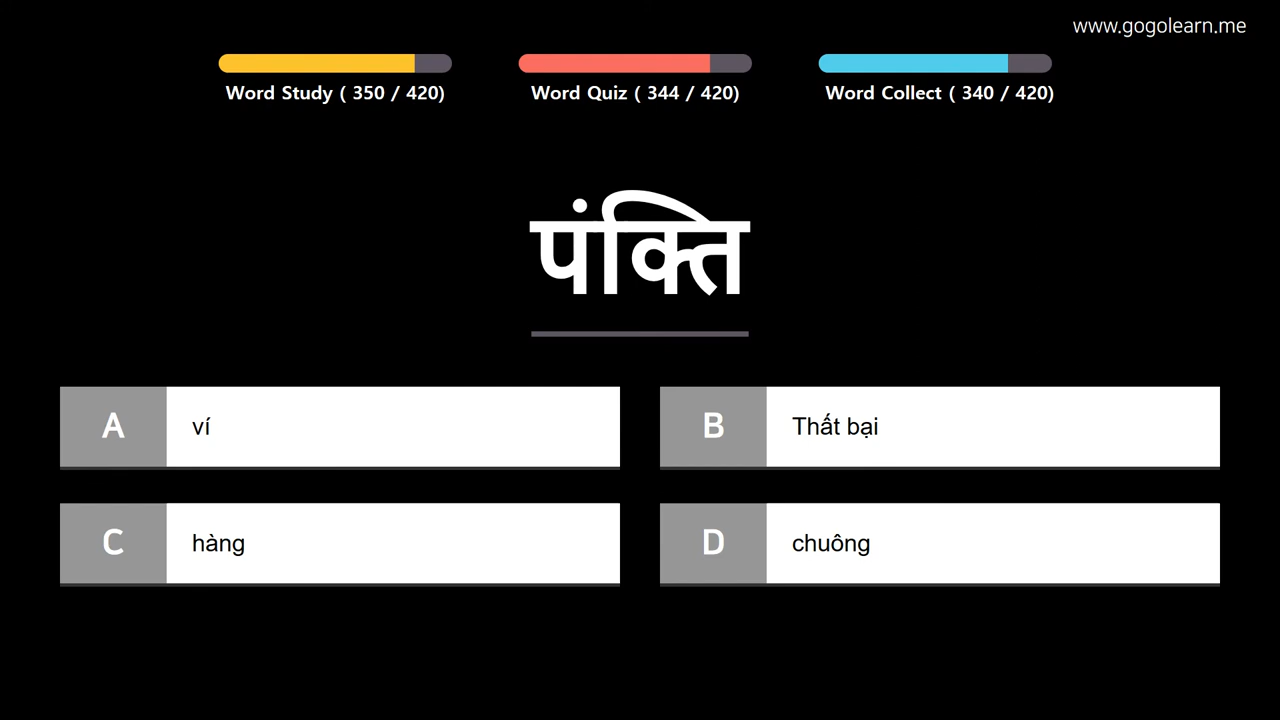 www.gogolearn.me
Word Study ( 350 / 420)
Word Quiz ( 344 / 420)
Word Collect ( 340 / 420)
पंक्ति
A ví
B Thất bại
C hàng
D chuông